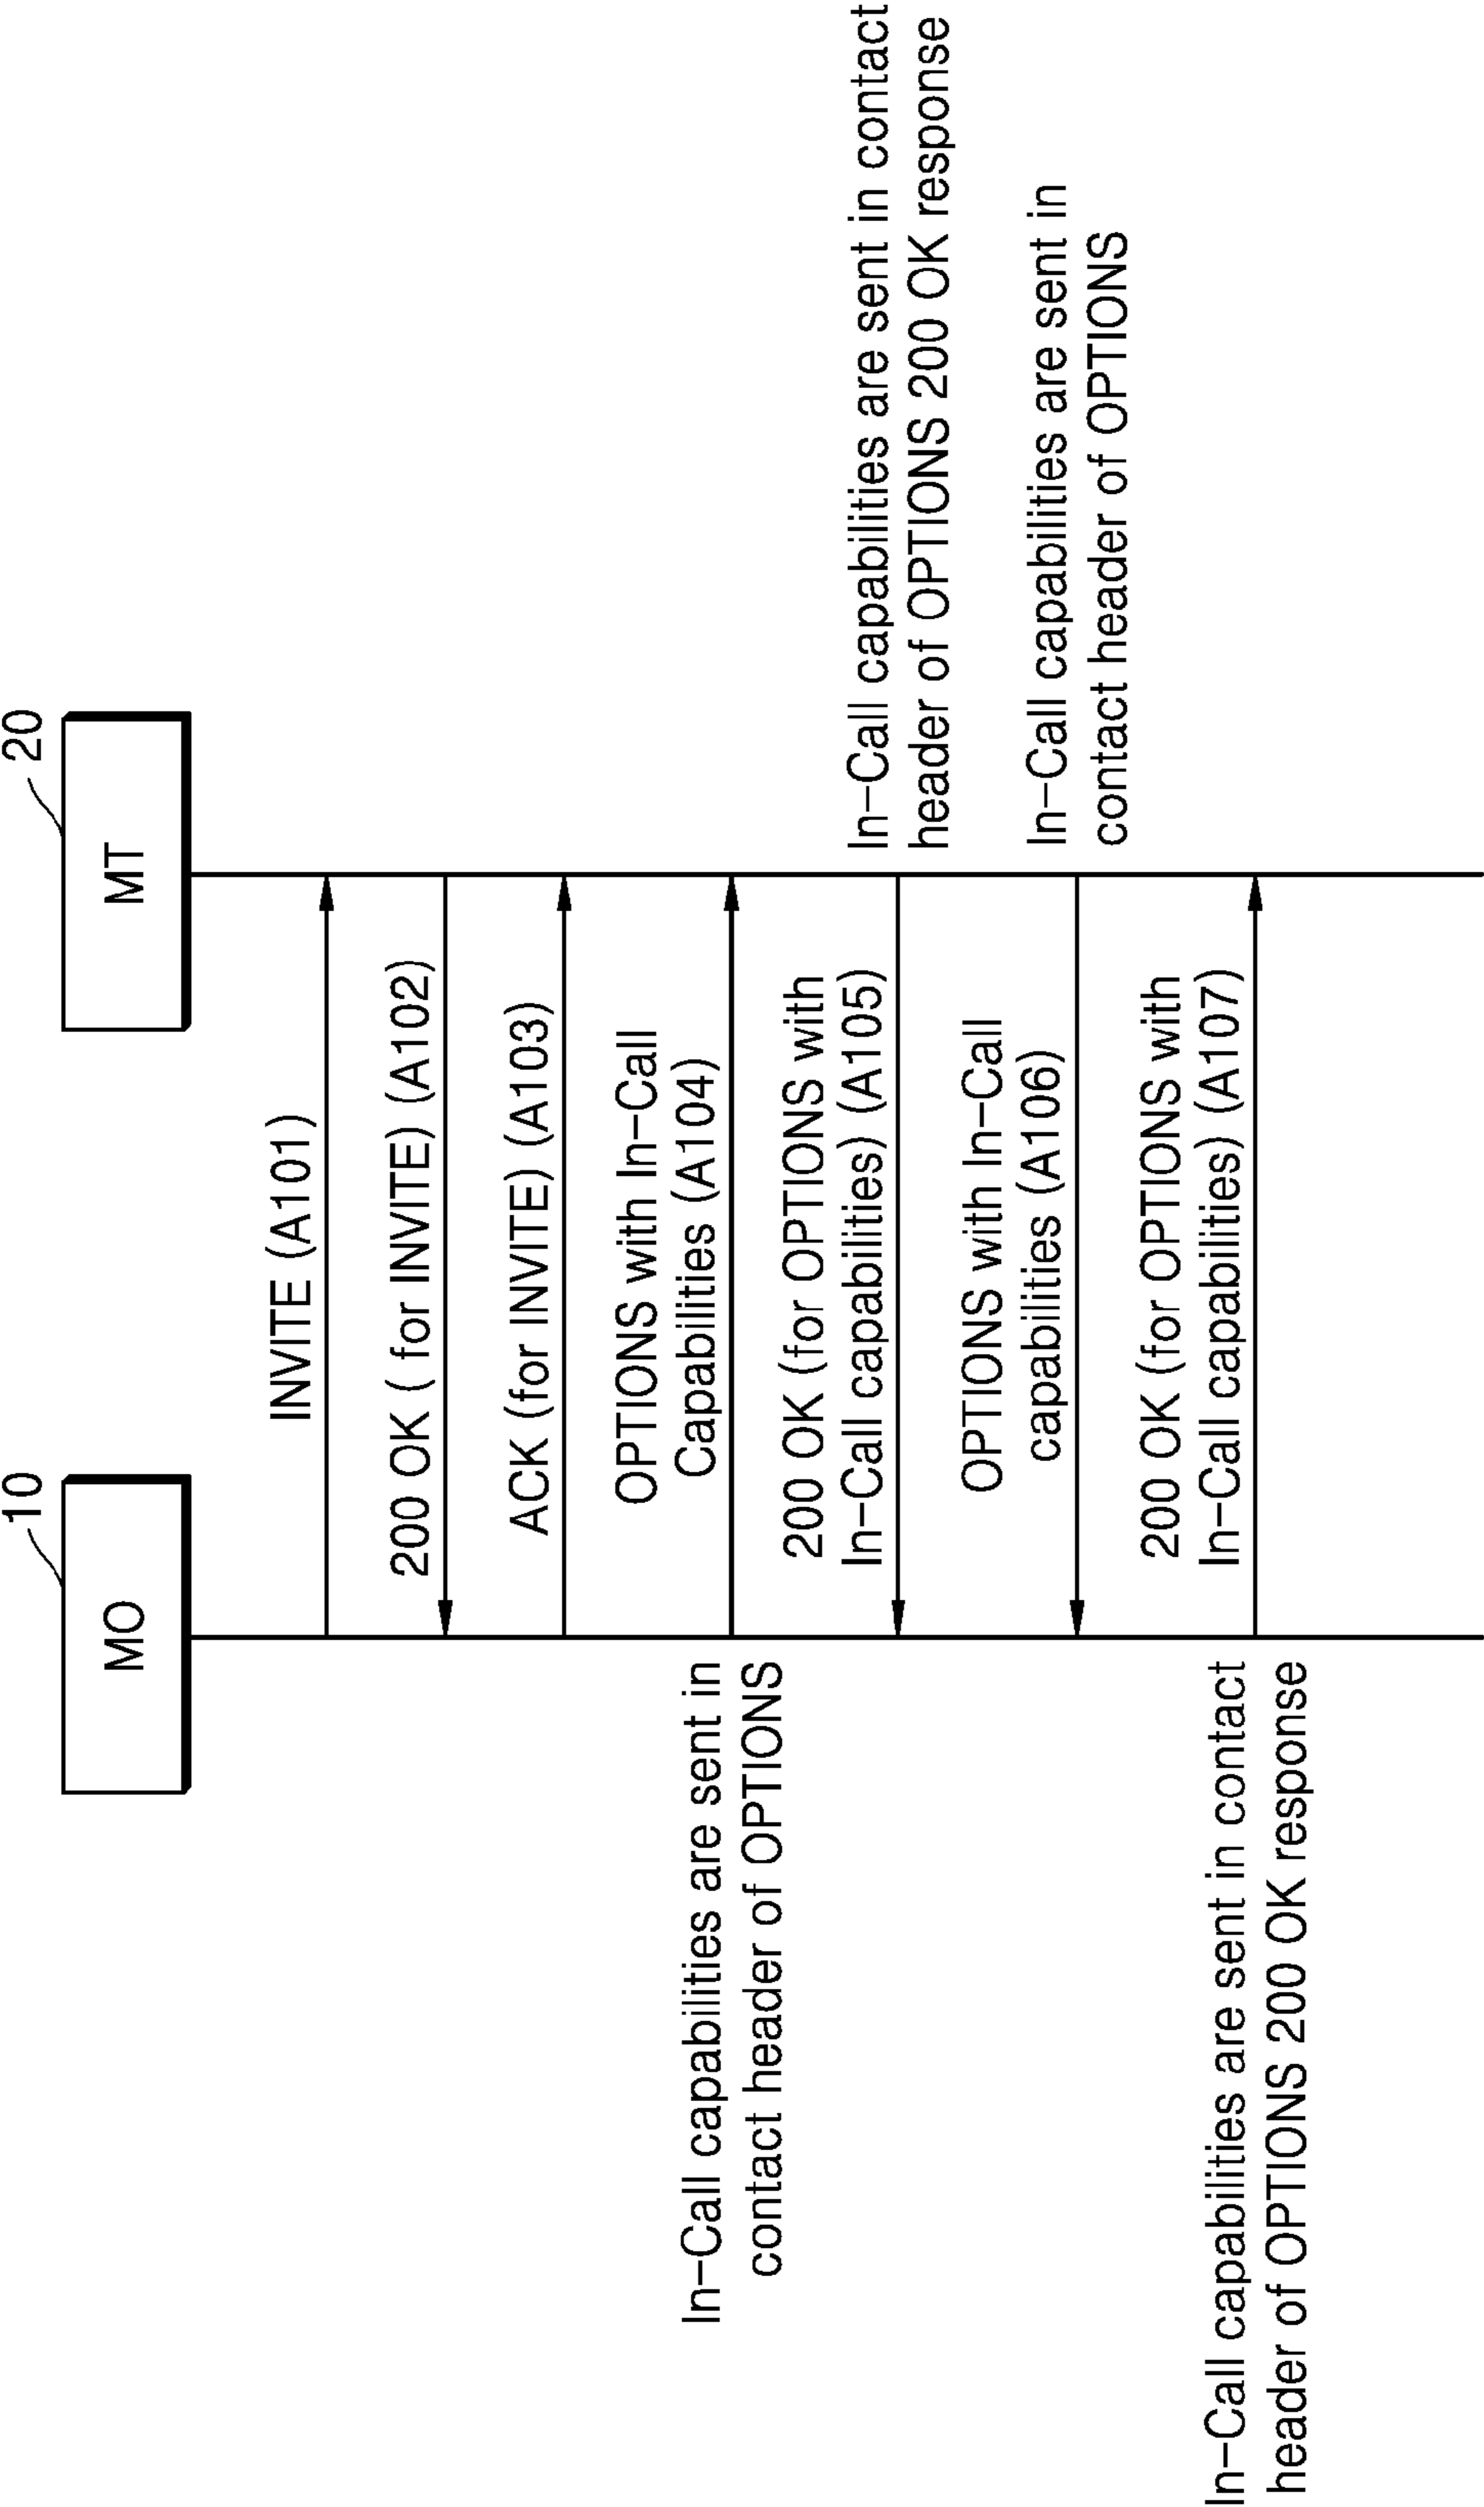 10
20
MO
MT
INVITE (A101)
200 OK ( for INVITE) (A102)
ACK (for INVITE) (A103)
OPTIONS with In-Call
Capabilities (A104)
In-Call capabilities are sent in
contact header of OPTIONS
200 OK (for OPTIONS with
In-Call capabilities) (A105)
In-Call capabilities are sent in contact
header of OPTIONS 200 OK response
OPTIONS with In-Call
capabilities (A106)
In-Call capabilities are sent in
contact header of OPTIONS
200 OK (for OPTIONS with
In-Call capabilities) (A107)
In-Call capabilities are sent in contact
header of OPTIONS 200 OK response